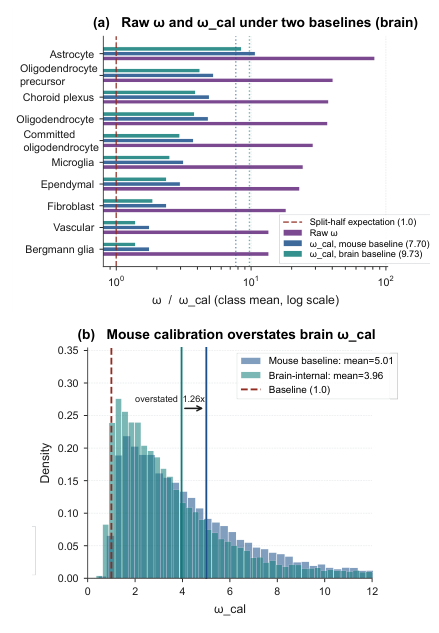 (a) Raw ω and ω_cal under two baselines (brain)
Astrocyte
Oligodendrocyte
precursor
Choroid plexus
Oligodendrocyte
Committed
oligodendrocyte
Microglia
Ependymal
Fibroblast
Vascular
Bergmann glia
Split-half expectation (1.0)
Raw ω
ω_cal, mouse baseline (7.70)
ω_cal, brain baseline (9.73)
10⁰ 10¹ 10²
ω / ω_cal (class mean, log scale)
(b) Mouse calibration overstates brain ω_cal
0.35
0.30
0.25
0.20
0.15
0.10
0.05
0.00
Density
Mouse baseline: mean=5.01
Brain-internal: mean=3.96
Baseline (1.0)
overstated 1.26x
0 2 4 6 8 10 12
ω_cal